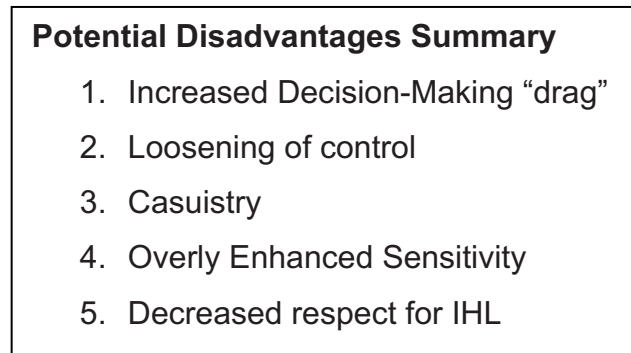 Potential Disadvantages Summary
1. Increased Decision-Making “drag”
2. Loosening of control
3. Casuistry
4. Overly Enhanced Sensitivity
5. Decreased respect for IHL